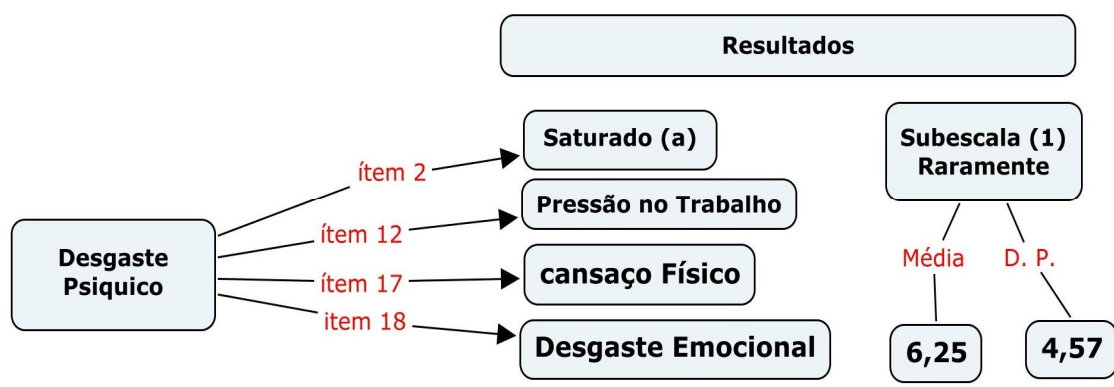 Resultados
Saturado (a)
Subescala (1)
Raramente
ítem 2
Pressão no Trabalho
ítem 12
Desgaste
Psiquico
Média
D. P.
ítem 17
cansaço Físico
item 18
Desgaste Emocional
6,25
4,57